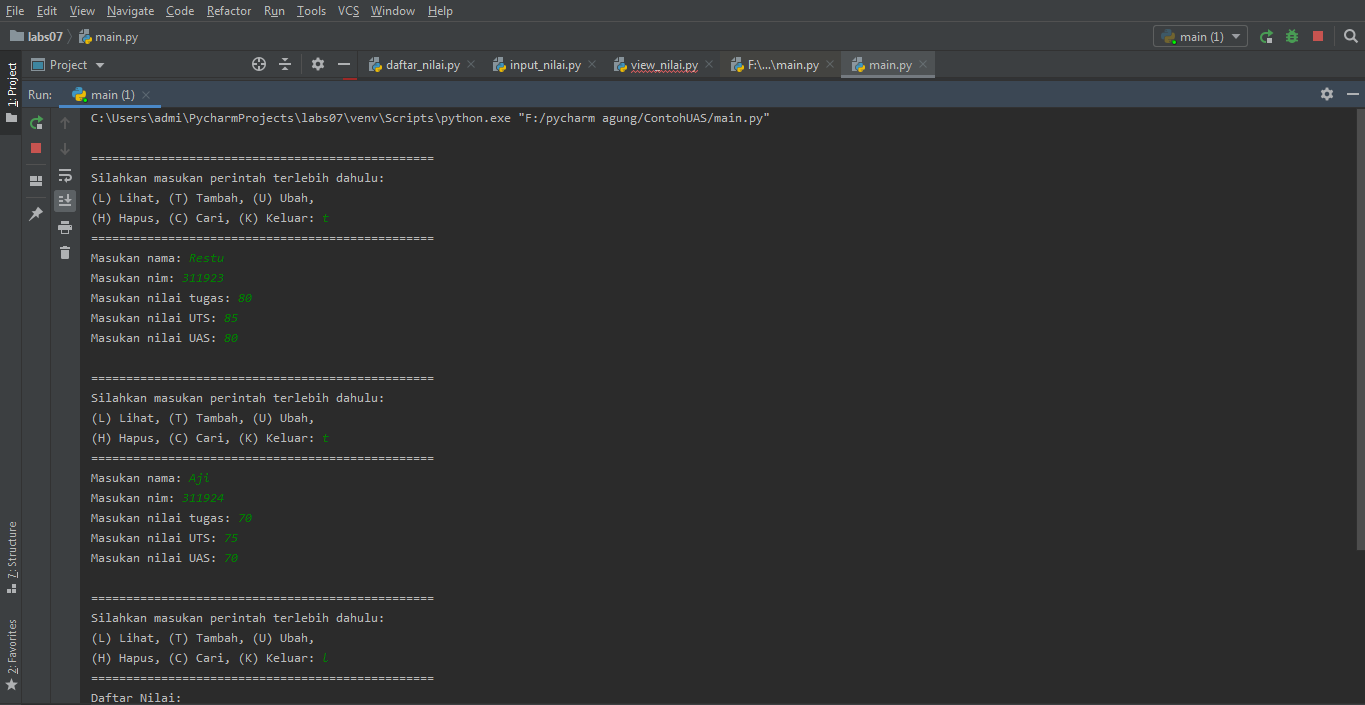 File Edit View Navigate Code Refactor Run Tools VCS Window Help
labs07 main.py main (1)
Project daftar_nilai.py input_nilai.py view_nilai.py F:\...\main.py main.py
1: Project
Run: main (1)
C:\Users\admi\PycharmProjects\labs07\venv\Scripts\python.exe "F:/pycharm agung/ContohUAS/main.py"
=================================================
Silahkan masukan perintah terlebih dahulu:
(L) Lihat, (T) Tambah, (U) Ubah,
(H) Hapus, (C) Cari, (K) Keluar: t
=================================================
Masukan nama: Restu
Masukan nim: 311923
Masukan nilai tugas: 80
Masukan nilai UTS: 85
Masukan nilai UAS: 80
=================================================
Silahkan masukan perintah terlebih dahulu:
(L) Lihat, (T) Tambah, (U) Ubah,
(H) Hapus, (C) Cari, (K) Keluar: t
=================================================
Masukan nama: Aji
Masukan nim: 311924
Masukan nilai tugas: 70
Masukan nilai UTS: 75
Masukan nilai UAS: 70
=================================================
Silahkan masukan perintah terlebih dahulu:
(L) Lihat, (T) Tambah, (U) Ubah,
(H) Hapus, (C) Cari, (K) Keluar: l
=================================================
Daftar Nilai:
7: Structure
2: Favorites